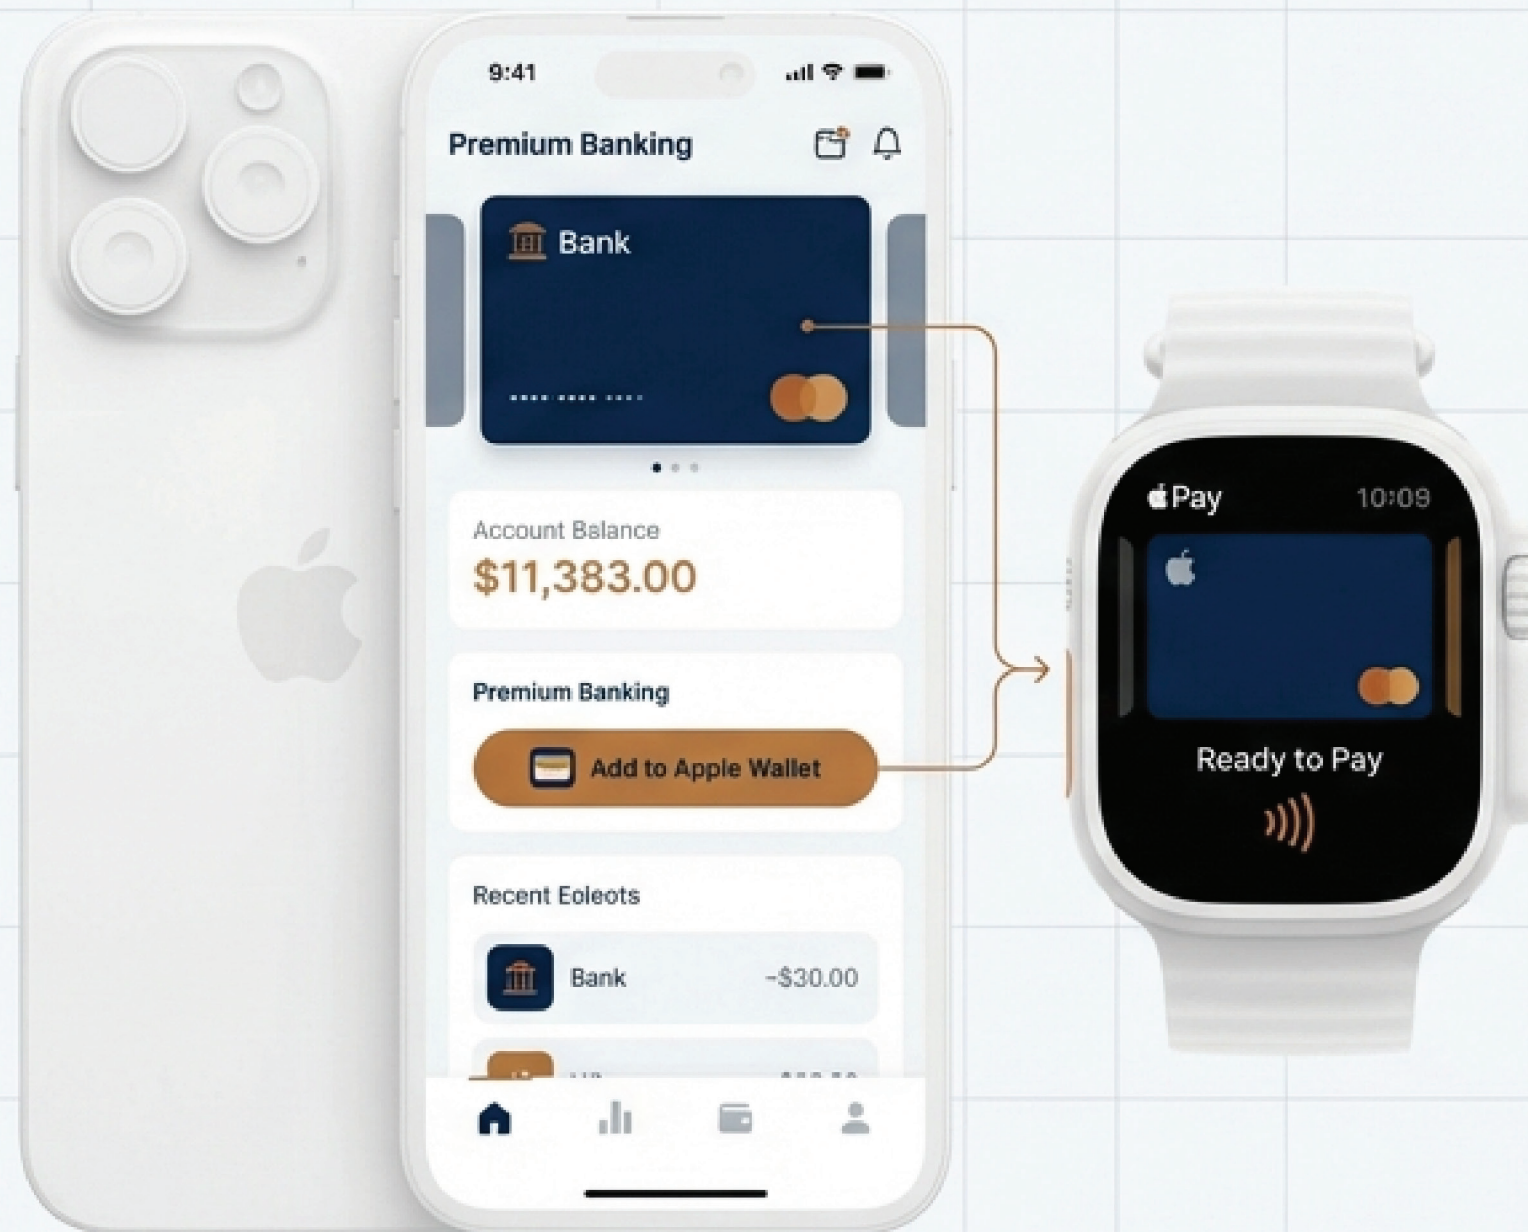 9:41
Premium Banking
Bank
Account Balance
$11,383.00
Premium Banking
Add to Apple Wallet
Recent Eoleots
Bank
-$30.00
Pay
10:09
Ready to Pay